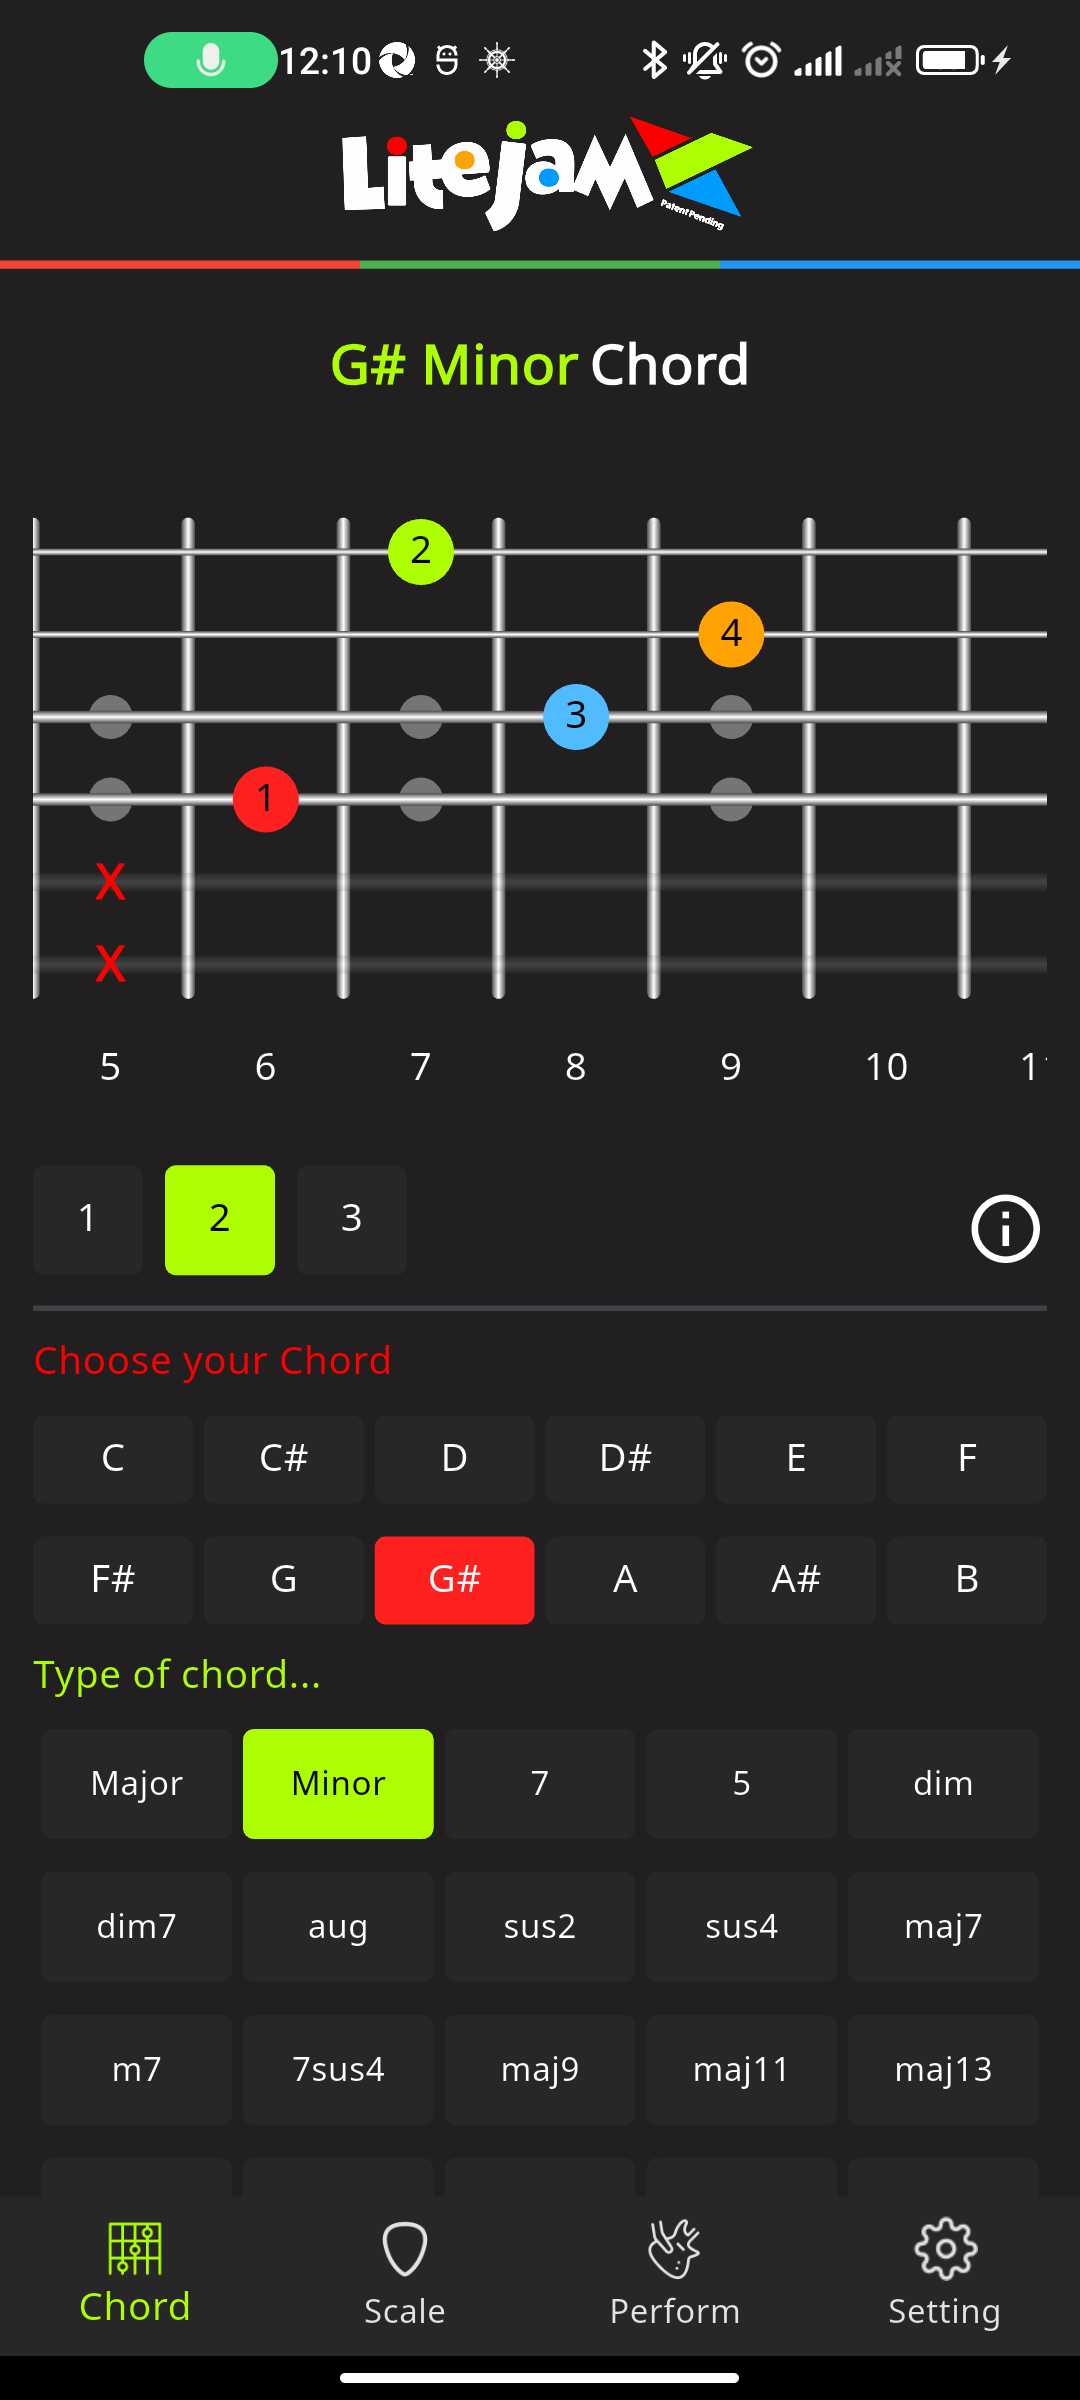 12:10
Litejam
Patent Pending
G# Minor Chord
2
4
3
1
X
X
5 6 7 8 9 10
1 2 3
Choose your Chord
C C# D D# E F
F# G G# A A# B
Type of chord...
Major Minor 7 5 dim
dim7 aug sus2 sus4 maj7
m7 7sus4 maj9 maj11 maj13
Chord Scale Perform Setting